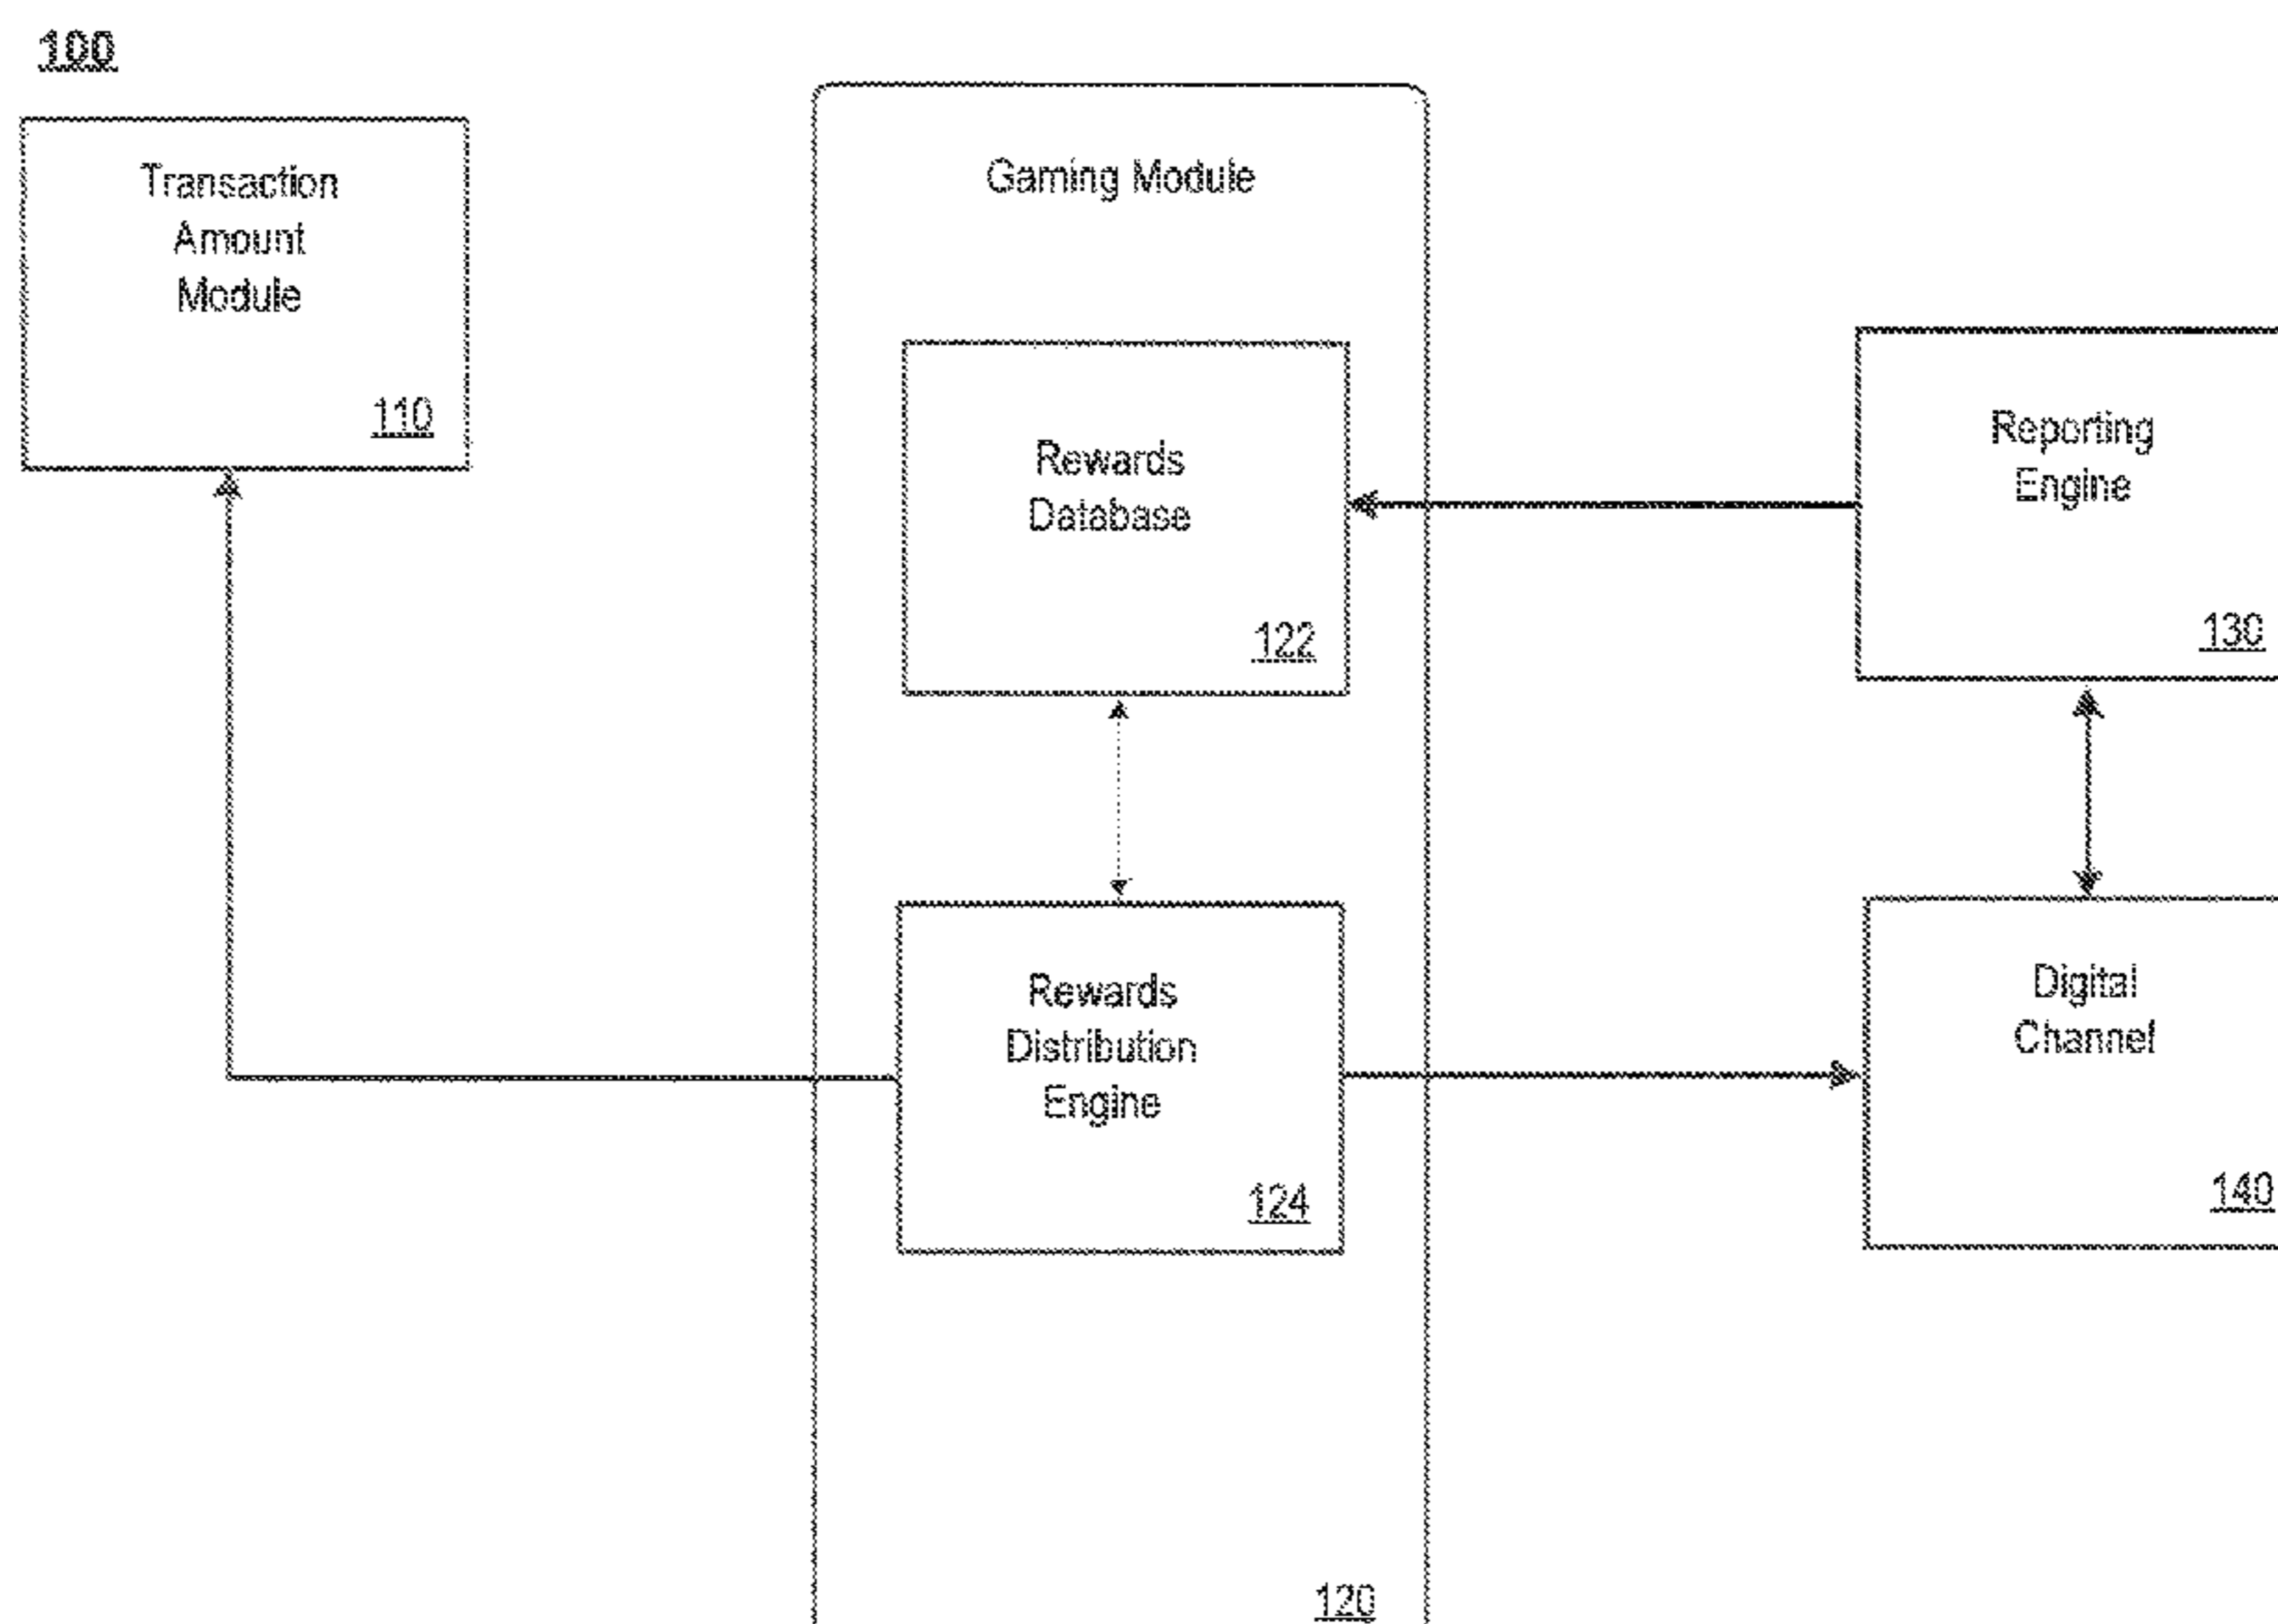 100
Transaction
Amount
Module
110
Gaming Module
Rewards
Database
122
Rewards
Distribution
Engine
124
120
Reporting
Engine
130
Digital
Channel
140